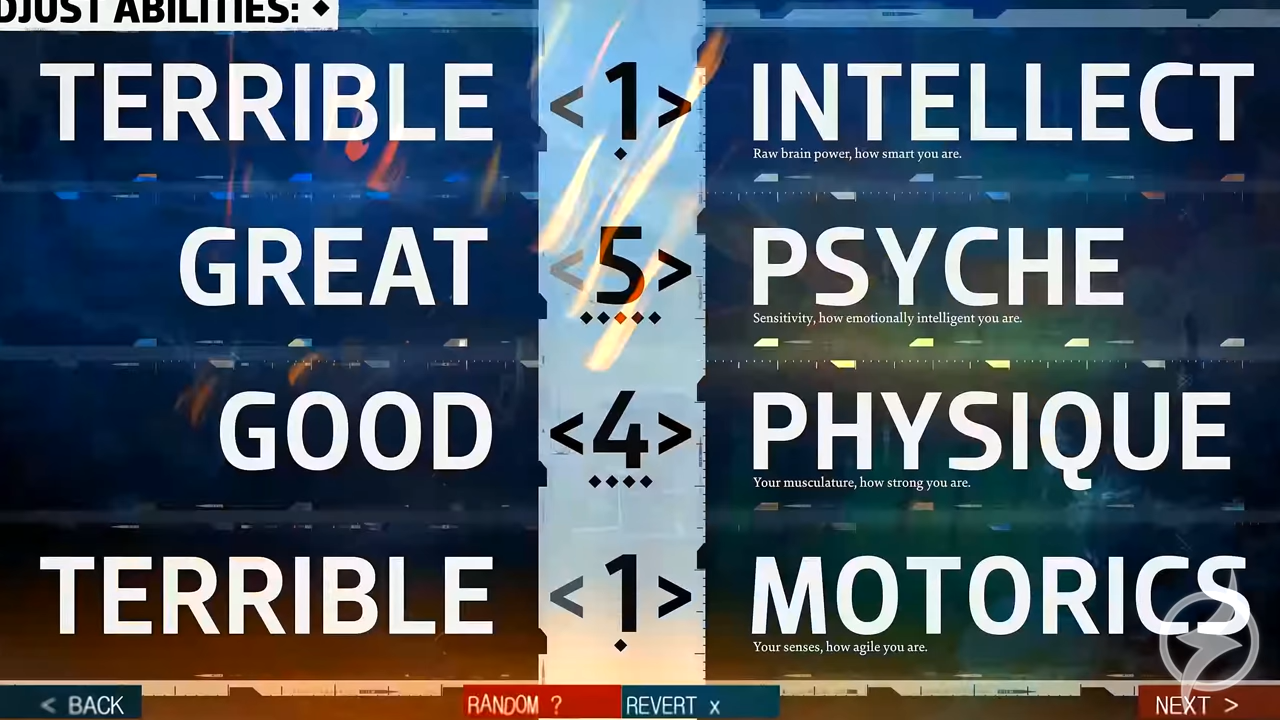 DJUST ABILITIES: ◆
TERRIBLE < 1 > INTELLECT
Raw brain power, how smart you are.
GREAT < 5 > PSYCHE
Sensitivity, how emotionally intelligent you are.
GOOD < 4 > PHYSIQUE
Your musculature, how strong you are.
TERRIBLE < 1 > MOTORICS
Your senses, how agile you are.
< BACK RANDOM ? REVERT x NEXT >